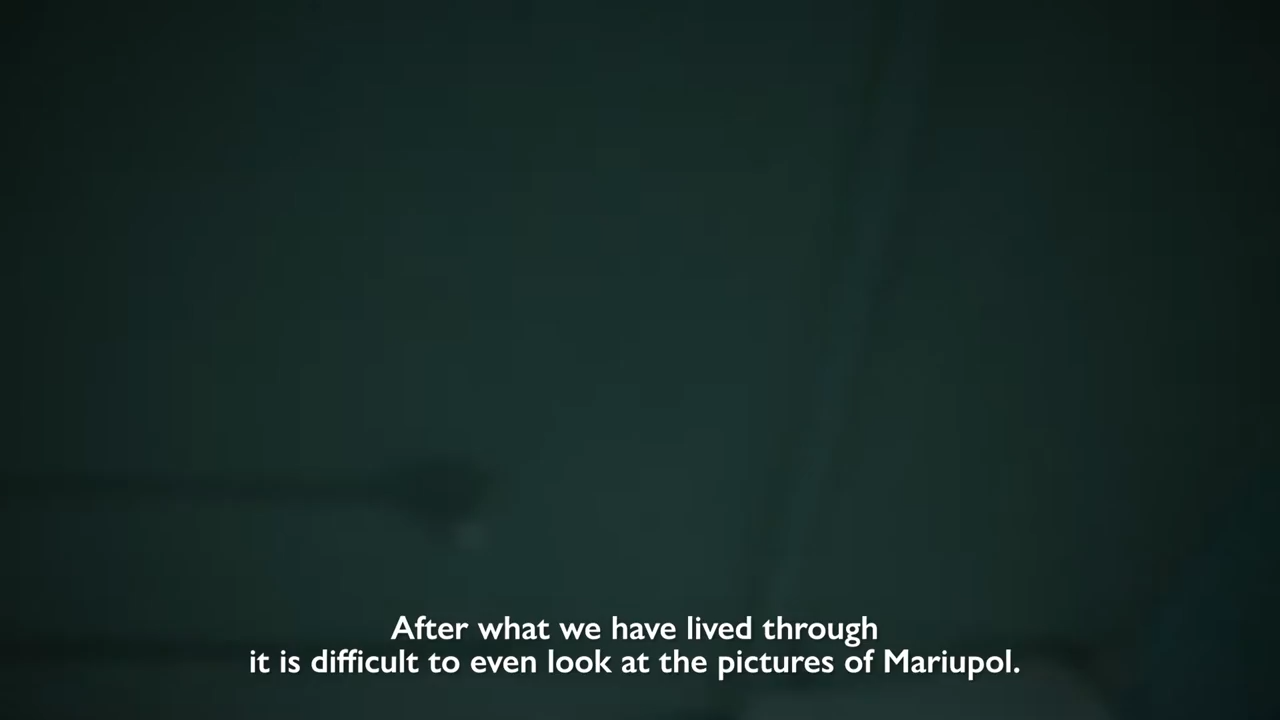 After what we have lived through
it is difficult to even look at the pictures of Mariupol.